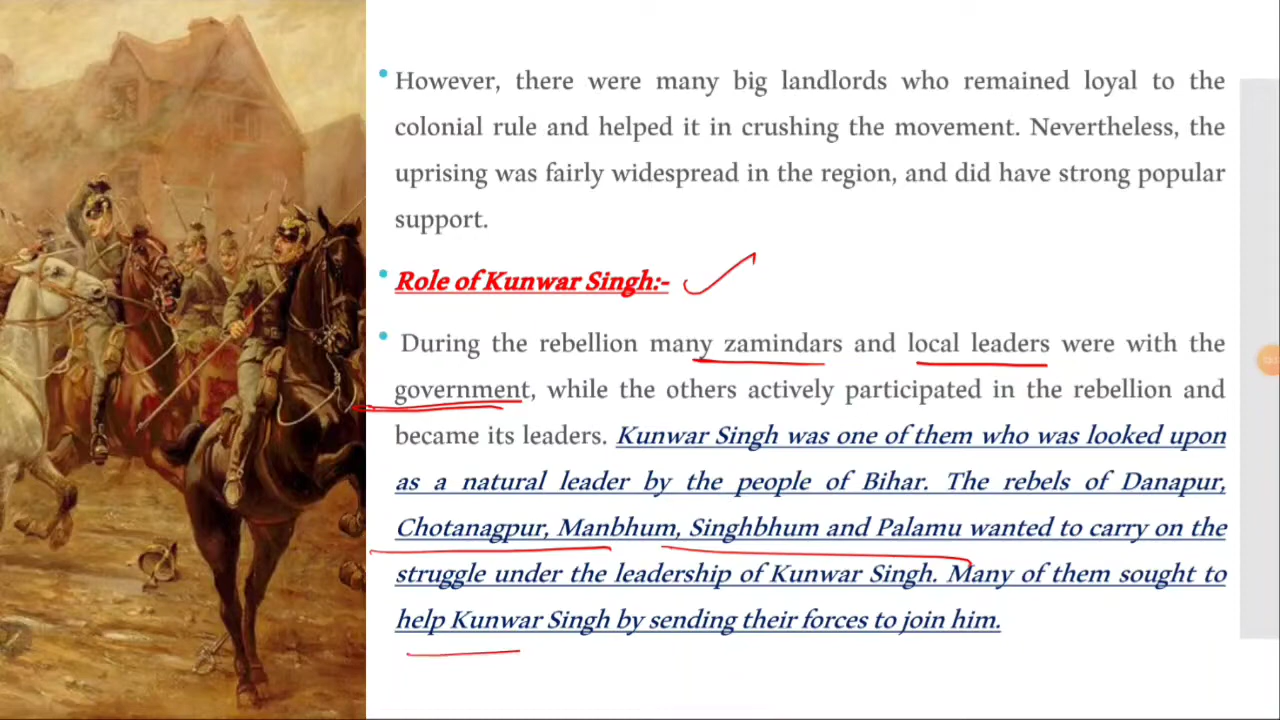 However, there were many big landlords who remained loyal to the
colonial rule and helped it in crushing the movement. Nevertheless, the
uprising was fairly widespread in the region, and did have strong popular
support.
Role of Kunwar Singh:-
During the rebellion many zamindars and local leaders were with the
government, while the others actively participated in the rebellion and
became its leaders. Kunwar Singh was one of them who was looked upon
as a natural leader by the people of Bihar. The rebels of Danapur,
Chotanagpur, Manbhum, Singhbhum and Palamu wanted to carry on the
struggle under the leadership of Kunwar Singh. Many of them sought to
help Kunwar Singh by sending their forces to join him.